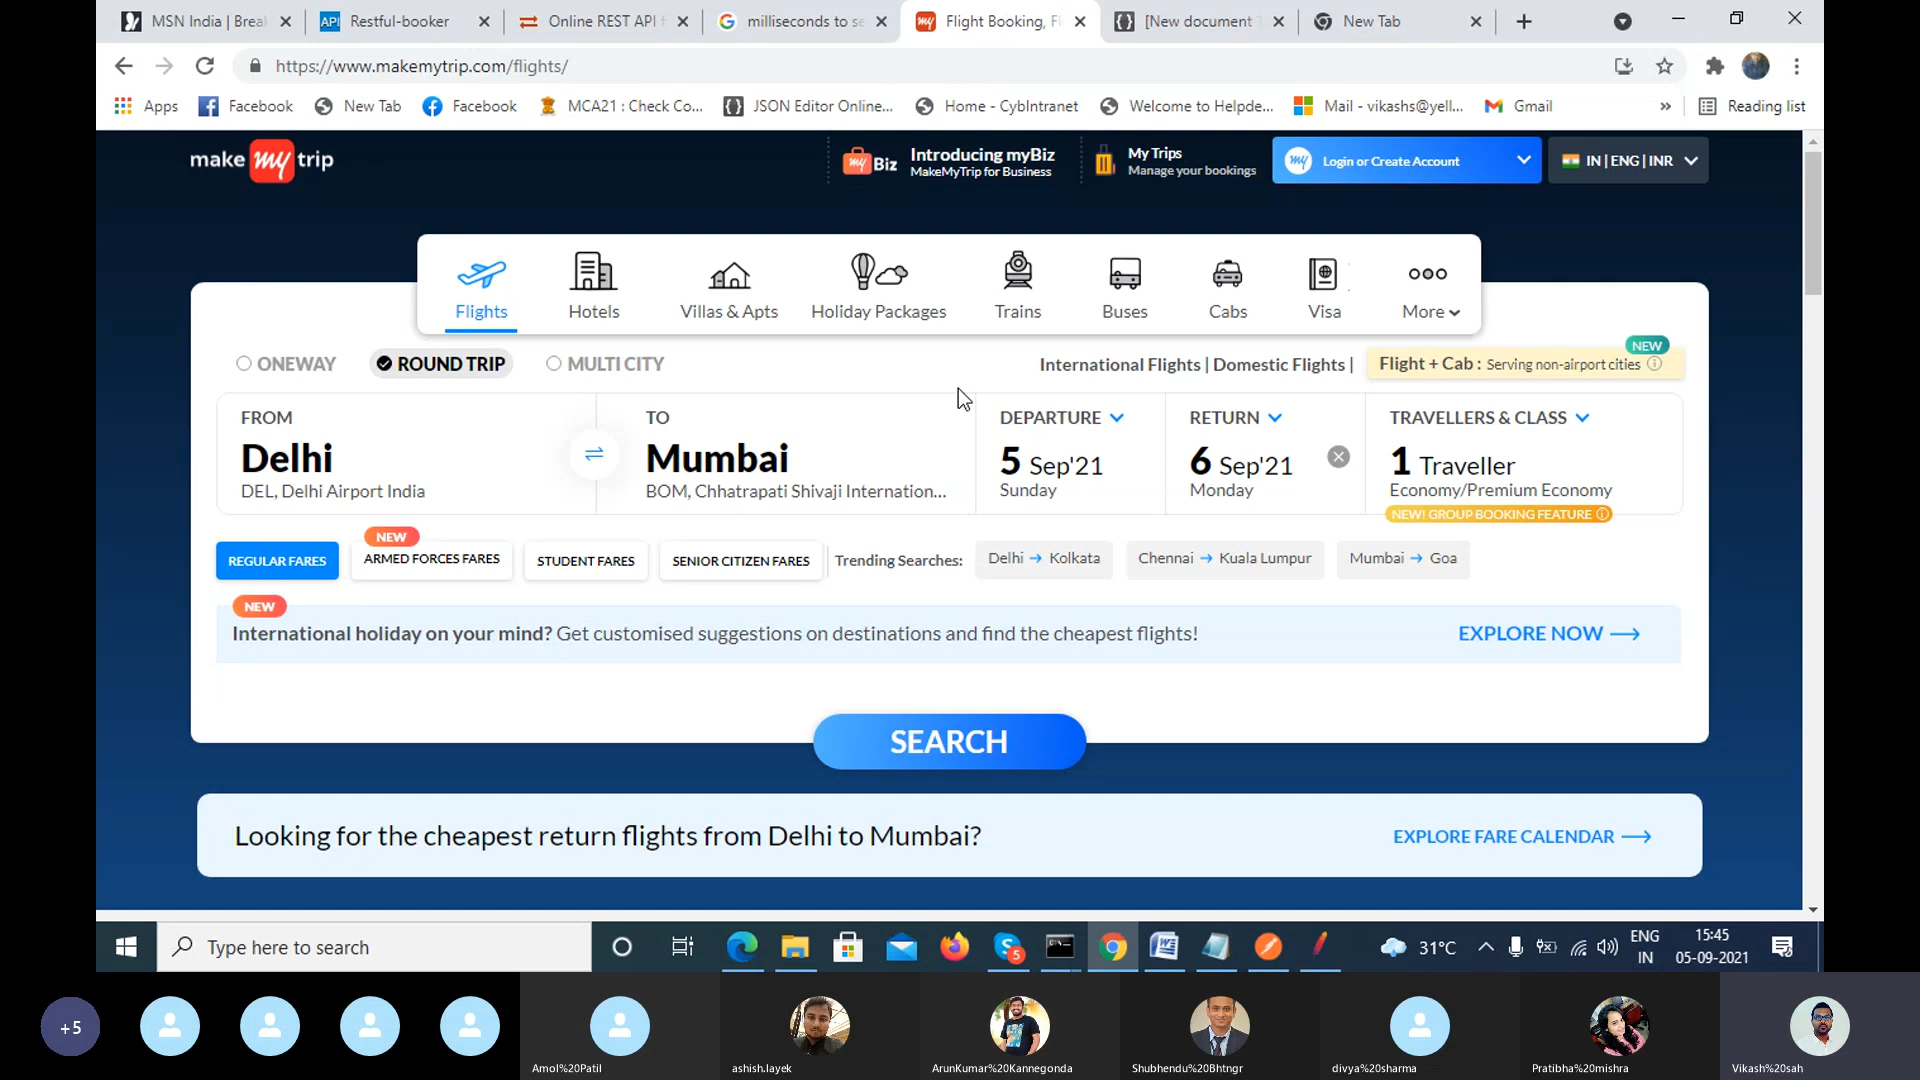 MSN India | Break
Restful-booker
Online REST API f
milliseconds to se
Flight Booking, Fl
[New document
New Tab
https://www.makemytrip.com/flights/
Apps
Facebook
New Tab
Facebook
MCA21 : Check Co...
JSON Editor Online...
Home - CybIntranet
Welcome to Helpde...
Mail - vikashs@yell...
Gmail
»
Reading list
make my trip
my Biz
Introducing myBiz
MakeMyTrip for Business
My Trips
Manage your bookings
my
Login or Create Account
IN | ENG | INR
Flights
Hotels
Villas & Apts
Holiday Packages
Trains
Buses
Cabs
Visa
More
ONEWAY
ROUND TRIP
MULTI CITY
International Flights | Domestic Flights |
NEW
Flight + Cab : Serving non-airport cities
FROM
Delhi
DEL, Delhi Airport India
TO
Mumbai
BOM, Chhatrapati Shivaji Internation...
DEPARTURE
5 Sep'21
Sunday
RETURN
6 Sep'21
Monday
TRAVELLERS & CLASS
1 Traveller
Economy/Premium Economy
NEW! GROUP BOOKING FEATURE
REGULAR FARES
NEW
ARMED FORCES FARES
STUDENT FARES
SENIOR CITIZEN FARES
Trending Searches:
Delhi → Kolkata
Chennai → Kuala Lumpur
Mumbai → Goa
NEW
International holiday on your mind? Get customised suggestions on destinations and find the cheapest flights!
EXPLORE NOW
SEARCH
Looking for the cheapest return flights from Delhi to Mumbai?
EXPLORE FARE CALENDAR
Type here to search
5
31°C
ENG
IN
15:45
05-09-2021
+5
Amol%20Patil
ashish.layek
ArunKumar%20Kannegonda
Shubhendu%20Bhtngr
divya%20sharma
Pratibha%20mishra
Vikash%20sah